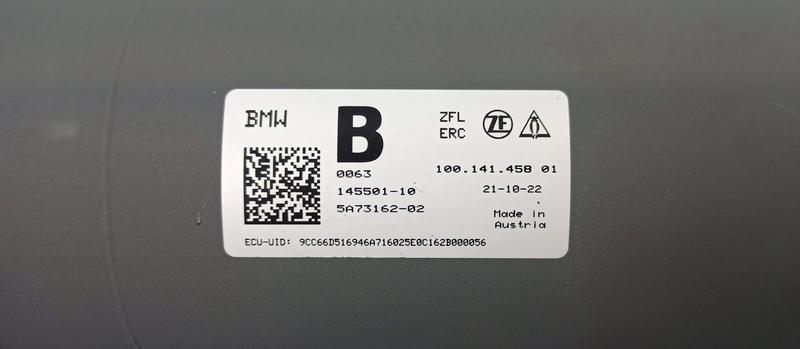 BMW
B
ZFL
ERC
ZF
0063
100.141.458 01
145501-10
21-10-22
5A73162-02
Made in
Austria
ECU-UID: 9CC66D516946A716025E0C162B000056